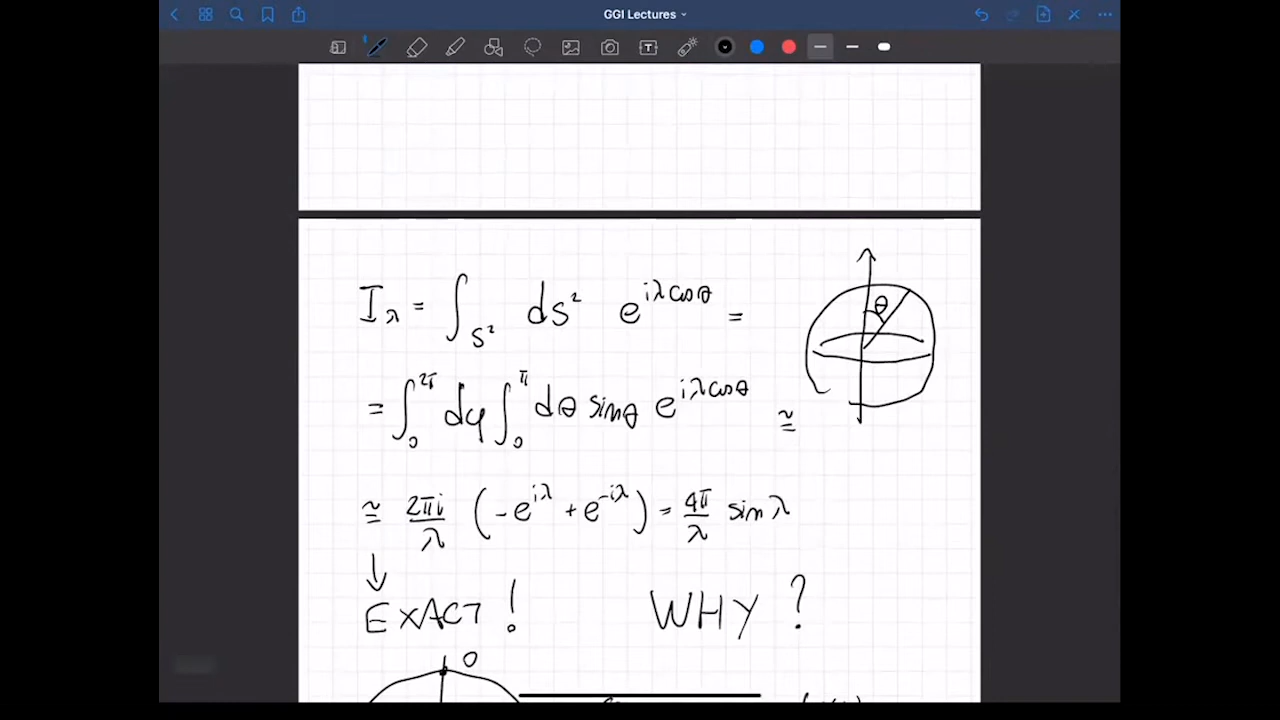 GGI Lectures
I_λ = ∫_{S²} dS² e^{iλcosθ} =
θ
= ∫_0^{2π} dφ ∫_0^π dθ sinθ e^{iλcosθ} ≅
≅ 2πi/λ (-e^{iλ} + e^{-iλ}) = 4π/λ sinλ
↓
EXACT! WHY?
0